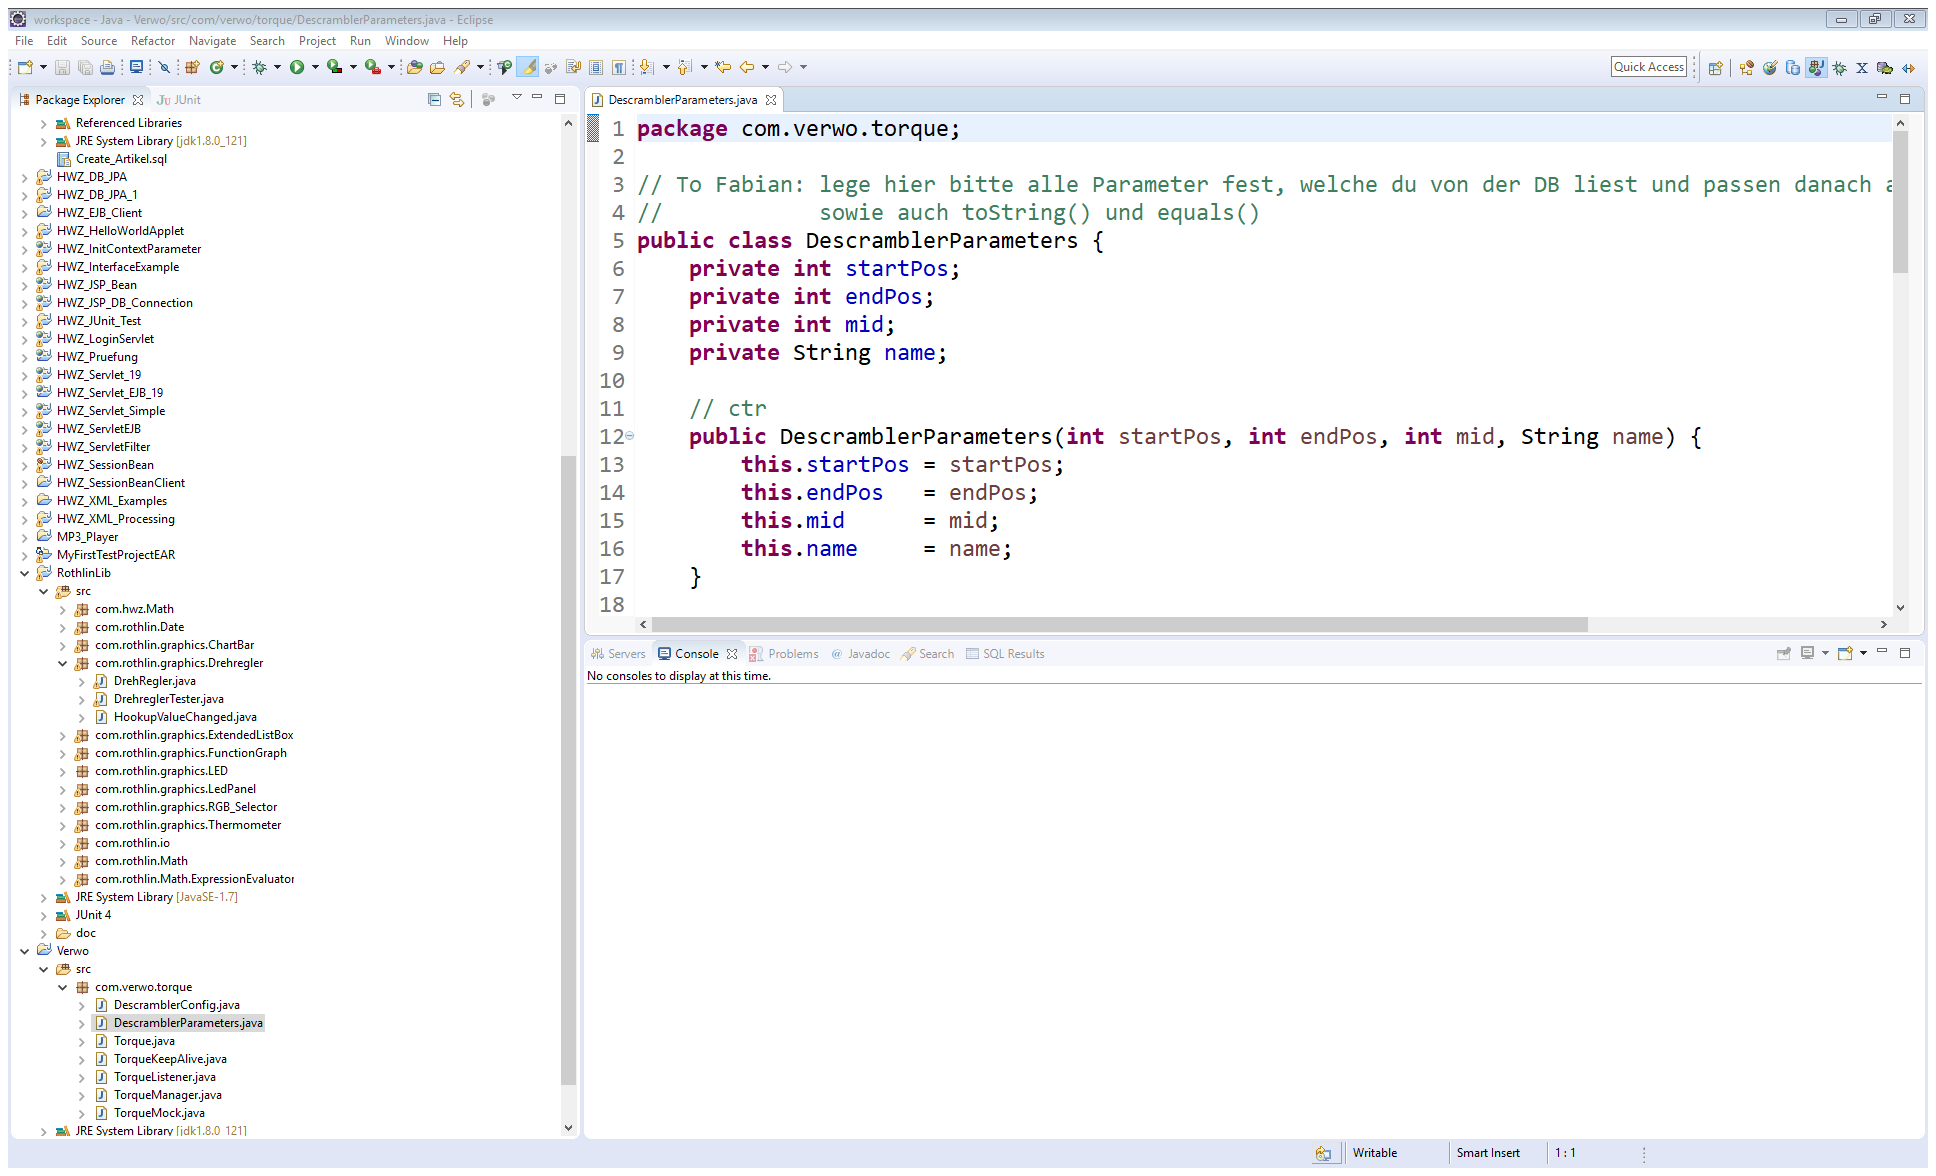 workspace - Java - Verwo/src/com/verwo/torque/DescramblerParameters.java - Eclipse
File Edit Source Refactor Navigate Search Project Run Window Help
Quick Access
Package Explorer
JUnit
Referenced Libraries
JRE System Library [jdk1.8.0_121]
Create_Artikel.sql
HWZ_DB_JPA
HWZ_DB_JPA_1
HWZ_EJB_Client
HWZ_HelloWorldApplet
HWZ_InitContextParameter
HWZ_InterfaceExample
HWZ_JSP_Bean
HWZ_JSP_DB_Connection
HWZ_JUnit_Test
HWZ_LoginServlet
HWZ_Pruefung
HWZ_Servlet_19
HWZ_Servlet_EJB_19
HWZ_Servlet_Simple
HWZ_ServletEJB
HWZ_ServletFilter
HWZ_SessionBean
HWZ_SessionBeanClient
HWZ_XML_Examples
HWZ_XML_Processing
MP3_Player
MyFirstTestProjectEAR
RothlinLib
src
com.hwz.Math
com.rothlin.Date
com.rothlin.graphics.ChartBar
com.rothlin.graphics.Drehregler
DrehRegler.java
DrehreglerTester.java
HookupValueChanged.java
com.rothlin.graphics.ExtendedListBox
com.rothlin.graphics.FunctionGraph
com.rothlin.graphics.LED
com.rothlin.graphics.LedPanel
com.rothlin.graphics.RGB_Selector
com.rothlin.graphics.Thermometer
com.rothlin.io
com.rothlin.Math
com.rothlin.Math.ExpressionEvaluator
JRE System Library [JavaSE-1.7]
JUnit 4
doc
Verwo
src
com.verwo.torque
DescramblerConfig.java
DescramblerParameters.java
Torque.java
TorqueKeepAlive.java
TorqueListener.java
TorqueManager.java
TorqueMock.java
JRE System Library [jdk1.8.0_121]
DescramblerParameters.java
1 package com.verwo.torque;
2
3 // To Fabian: lege hier bitte alle Parameter fest, welche du von der DB liest und passen danach
4 // sowie auch toString() und equals()
5 public class DescramblerParameters {
6 private int startPos;
7 private int endPos;
8 private int mid;
9 private String name;
10
11 // ctr
12 public DescramblerParameters(int startPos, int endPos, int mid, String name) {
13 this.startPos = startPos;
14 this.endPos = endPos;
15 this.mid = mid;
16 this.name = name;
17 }
18
Servers Console Problems @ Javadoc Search SQL Results
No consoles to display at this time.
Writable Smart Insert 1 : 1